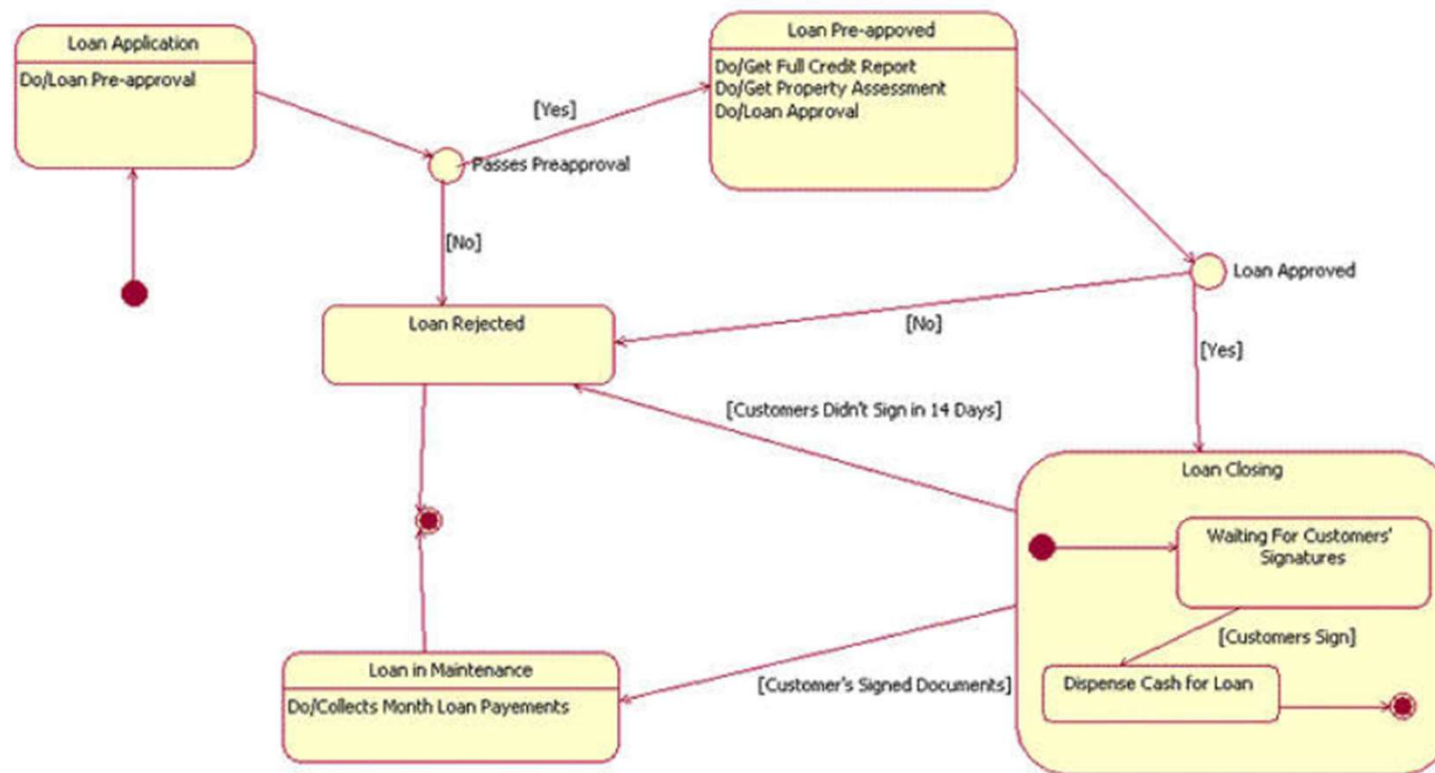 Loan Application
Do/Loan Pre-approval
Loan Pre-appoved
Do/Get Full Credit Report
Do/Get Property Assessment
Do/Loan Approval
[Yes]
Passes Preapproval
[No]
Loan Approved
Loan Rejected
[No]
[Yes]
[Customers Didn't Sign in 14 Days]
Loan Closing
Waiting For Customers'
Signatures
[Customers Sign]
Loan in Maintenance
Do/Collects Month Loan Payements
[Customer's Signed Documents]
Dispense Cash for Loan